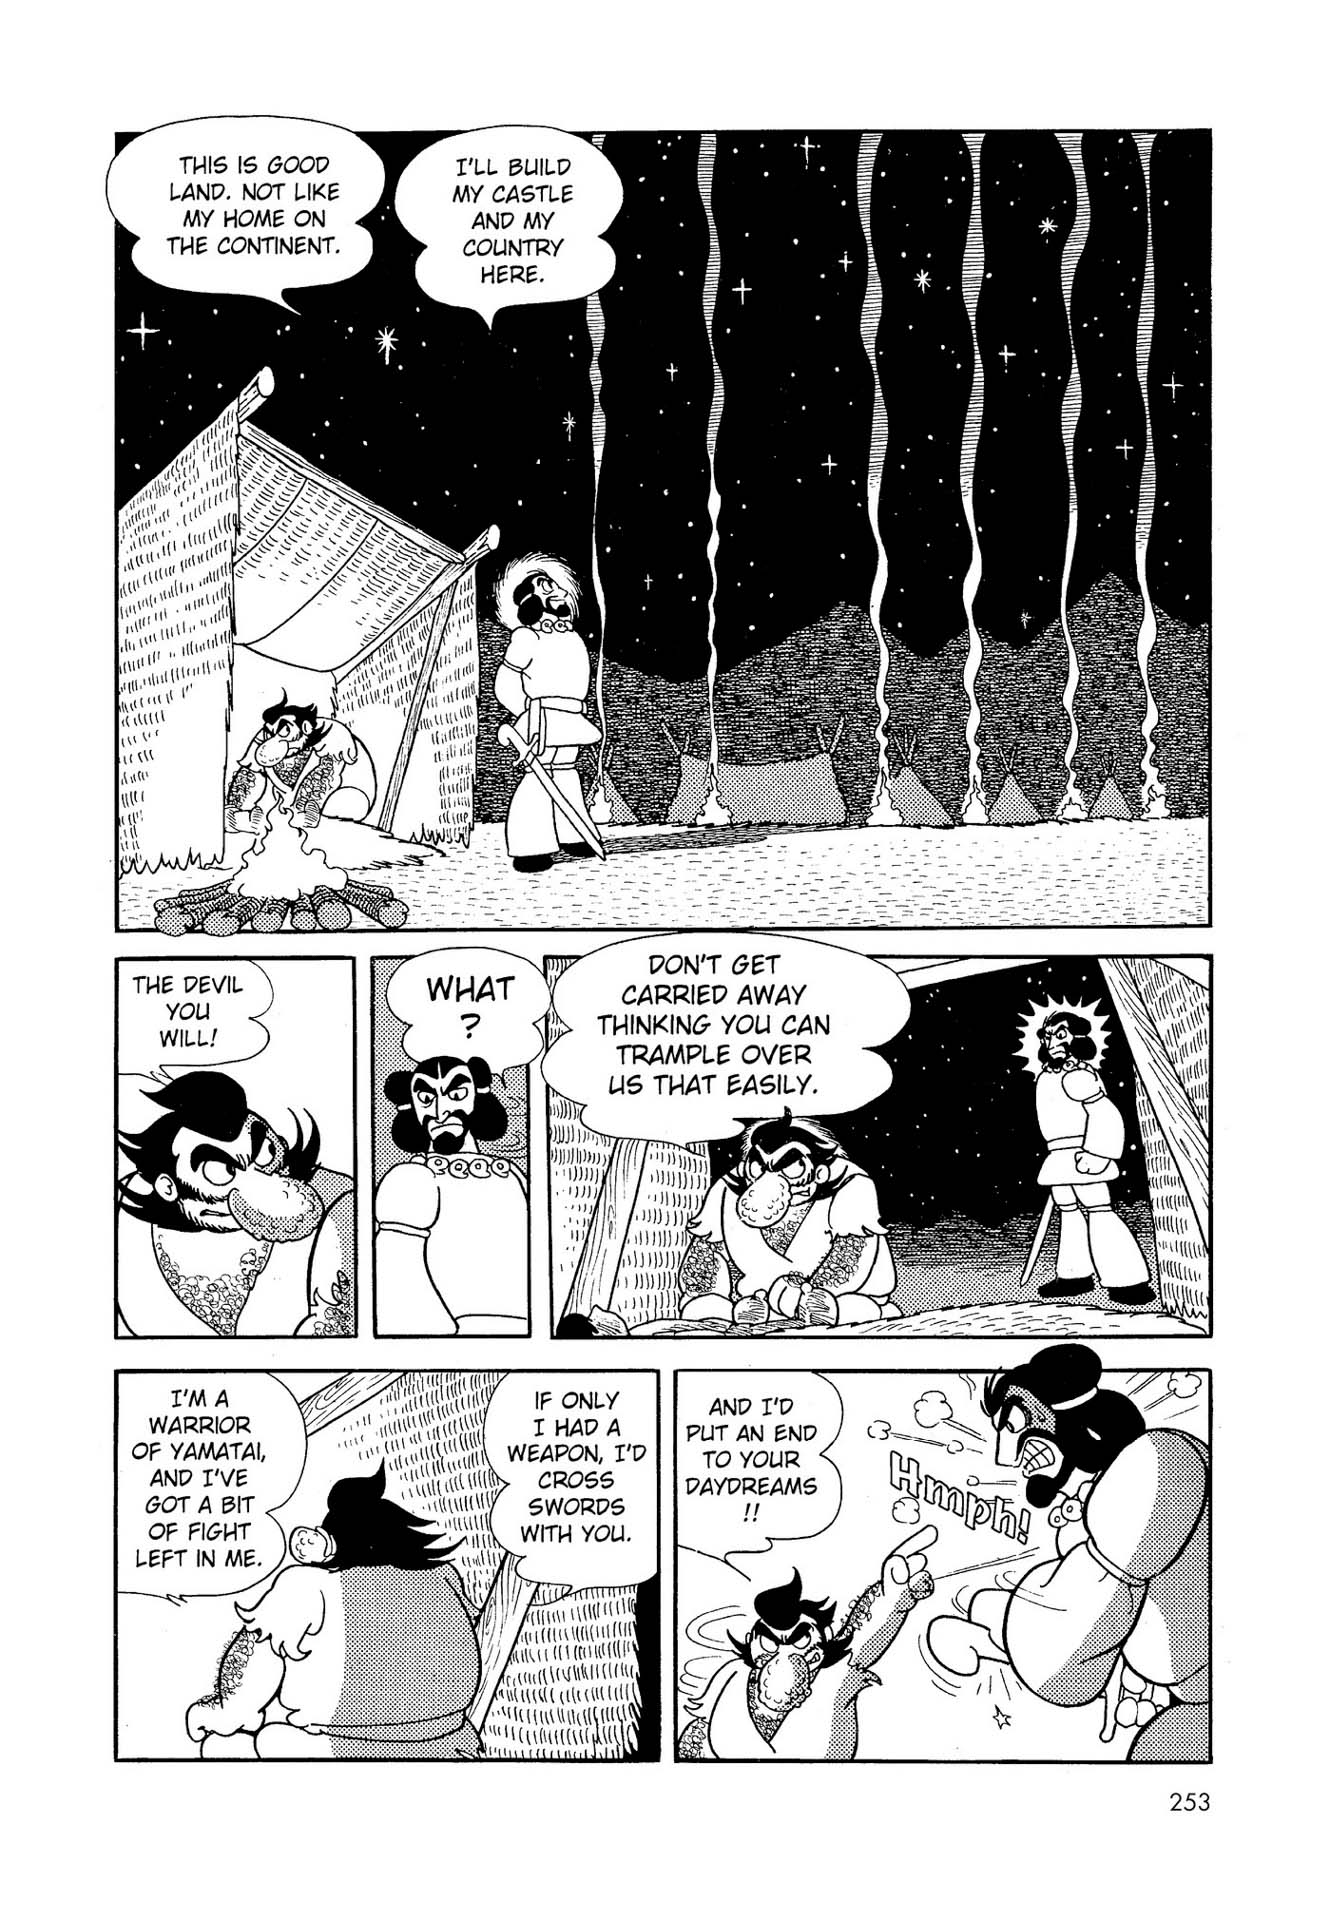 THIS IS GOOD
LAND. NOT LIKE
MY HOME ON
THE CONTINENT.
I'LL BUILD
MY CASTLE
AND MY
COUNTRY
HERE.
THE DEVIL
YOU
WILL!
WHAT
?
DON'T GET
CARRIED AWAY
THINKING YOU CAN
TRAMPLE OVER
US THAT EASILY.
I'M A
WARRIOR
OF YAMATAI,
AND I'VE
GOT A BIT
OF FIGHT
LEFT IN ME.
IF ONLY
I HAD A
WEAPON, I'D
CROSS
SWORDS
WITH YOU.
AND I'D
PUT AN END
TO YOUR
DAYDREAMS
!!
Hmph!
253